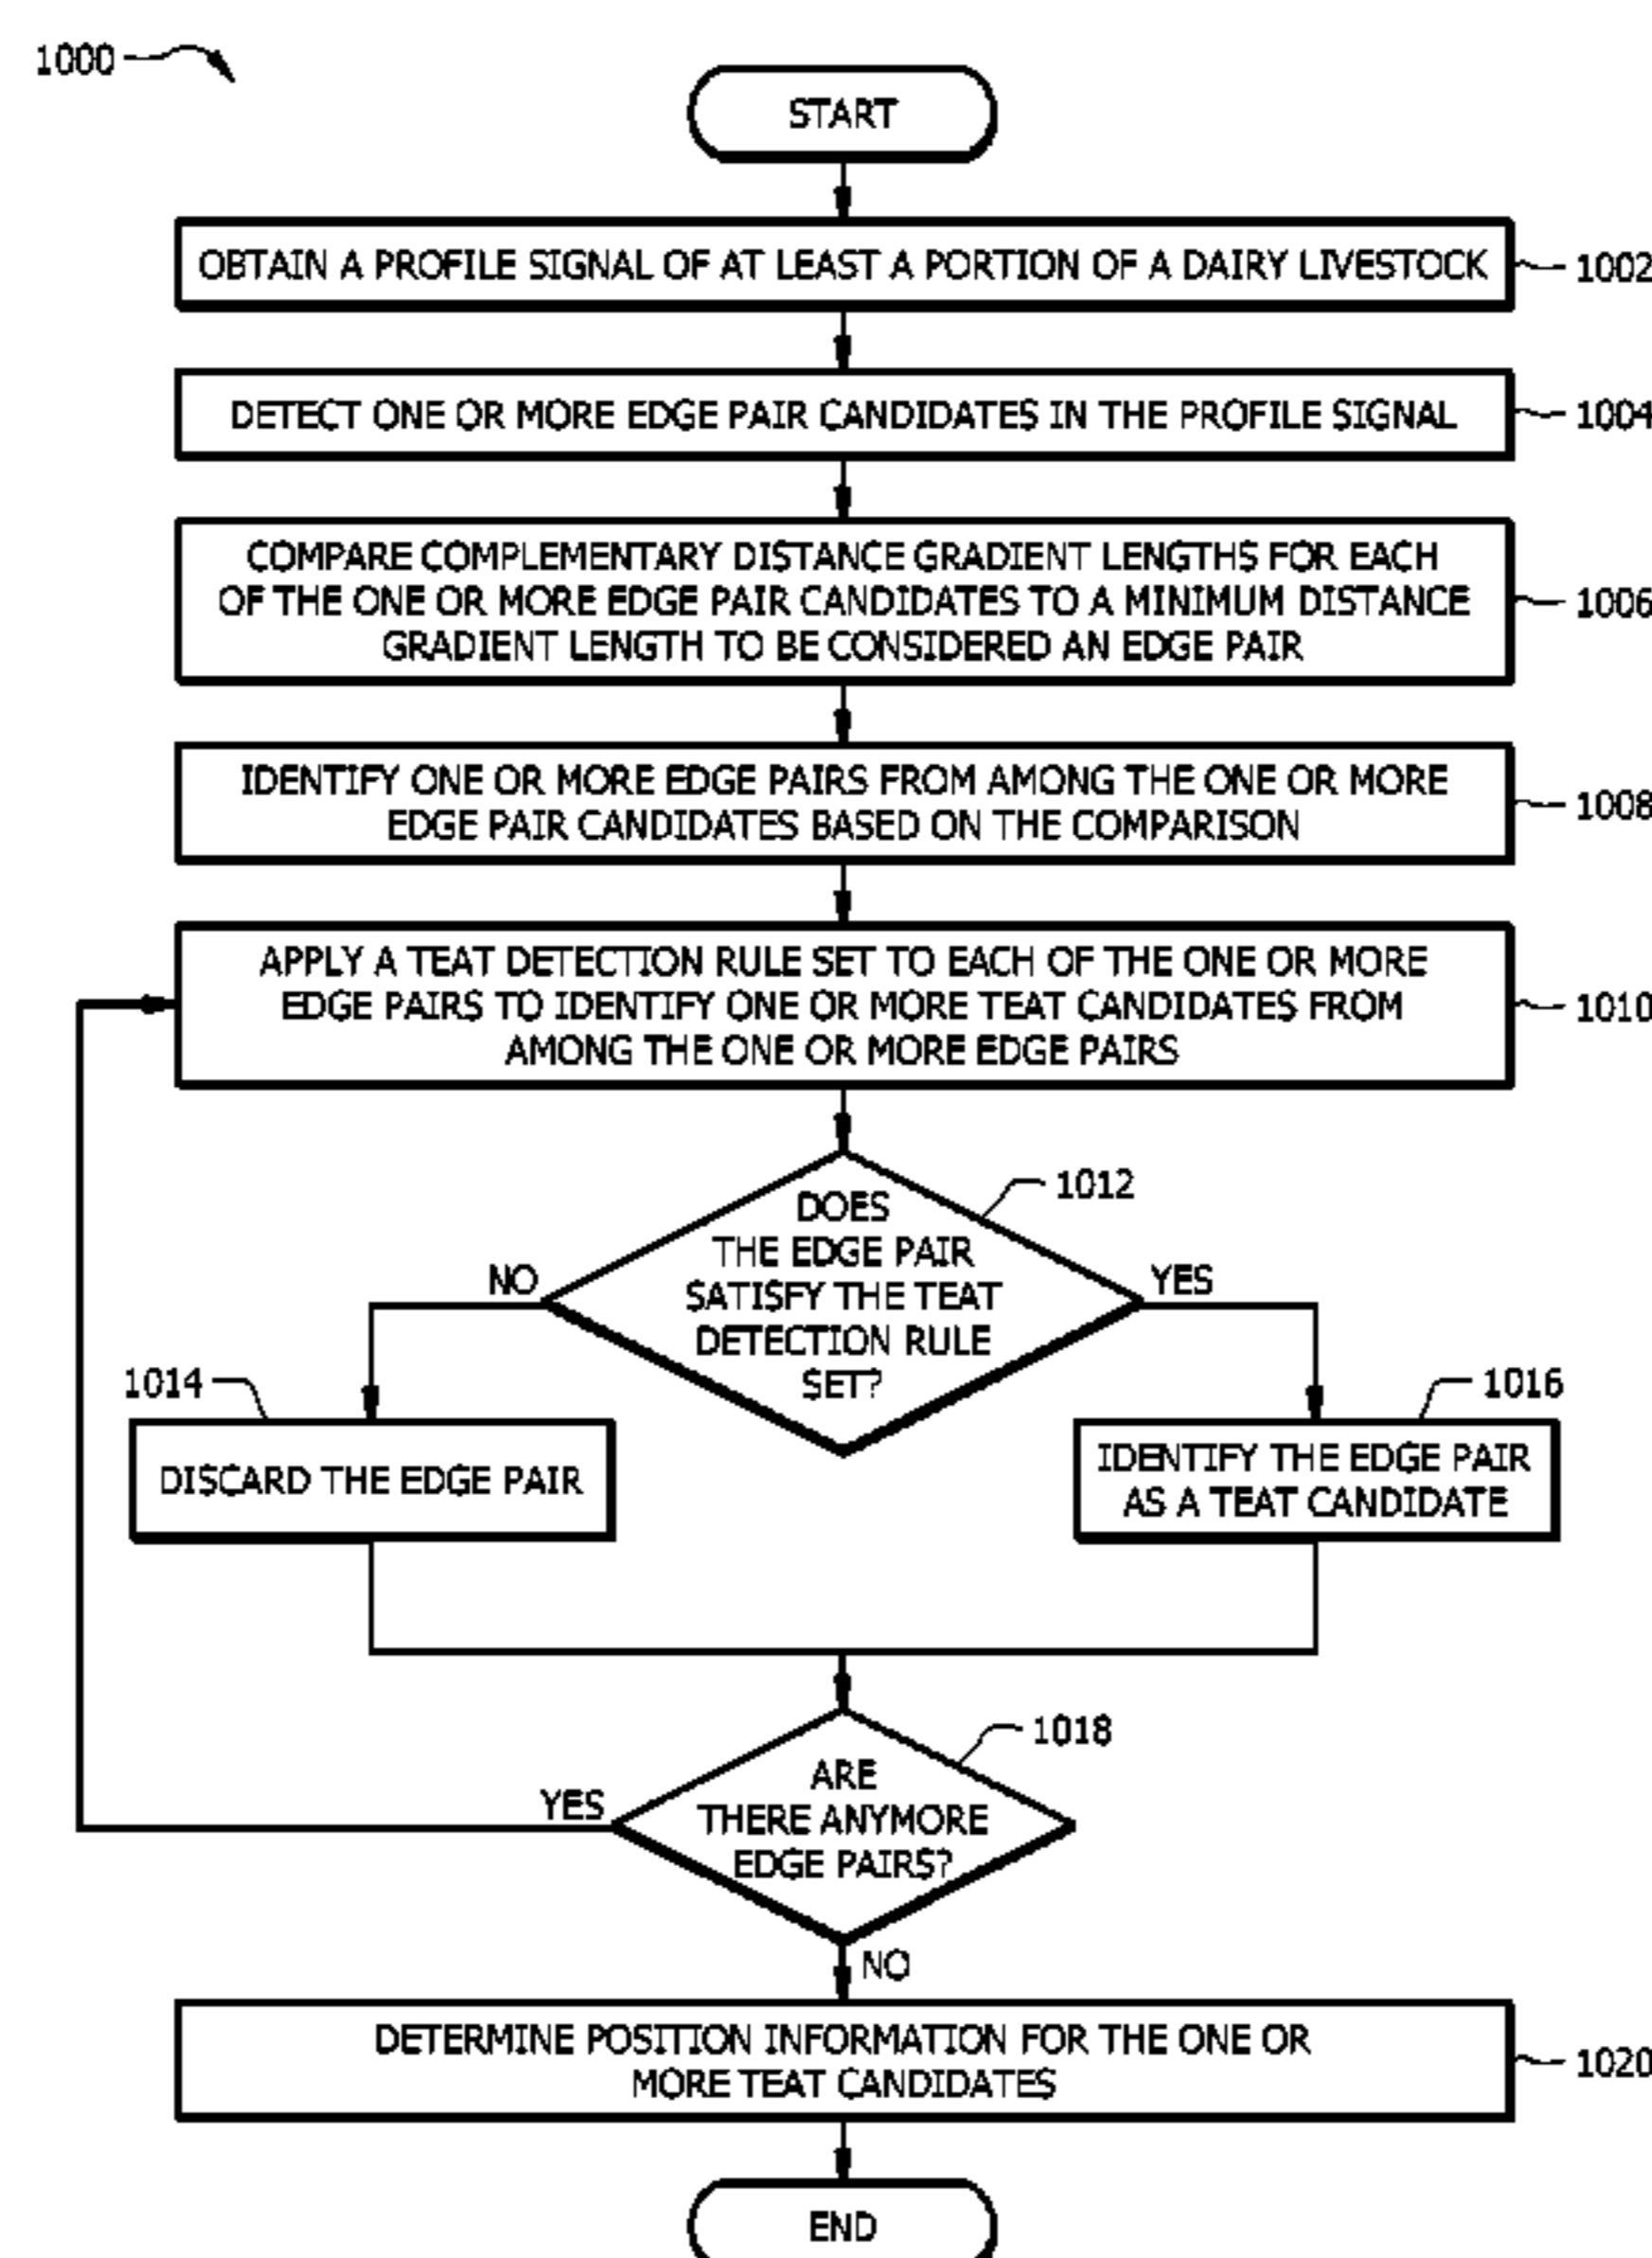 1000
START
OBTAIN A PROFILE SIGNAL OF AT LEAST A PORTION OF A DAIRY LIVESTOCK
1002
DETECT ONE OR MORE EDGE PAIR CANDIDATES IN THE PROFILE SIGNAL
1004
COMPARE COMPLEMENTARY DISTANCE GRADIENT LENGTHS FOR EACH
OF THE ONE OR MORE EDGE PAIR CANDIDATES TO A MINIMUM DISTANCE
GRADIENT LENGTH TO BE CONSIDERED AN EDGE PAIR
1006
IDENTIFY ONE OR MORE EDGE PAIRS FROM AMONG THE ONE OR MORE
EDGE PAIR CANDIDATES BASED ON THE COMPARISON
1008
APPLY A TEAT DETECTION RULE SET TO EACH OF THE ONE OR MORE
EDGE PAIRS TO IDENTIFY ONE OR MORE TEAT CANDIDATES FROM
AMONG THE ONE OR MORE EDGE PAIRS
1010
1012
DOES
THE EDGE PAIR
SATISFY THE TEAT
DETECTION RULE
SET?
NO
YES
1014
DISCARD THE EDGE PAIR
1016
IDENTIFY THE EDGE PAIR
AS A TEAT CANDIDATE
1018
ARE
THERE ANYMORE
EDGE PAIRS?
YES
NO
DETERMINE POSITION INFORMATION FOR THE ONE OR
MORE TEAT CANDIDATES
1020
END